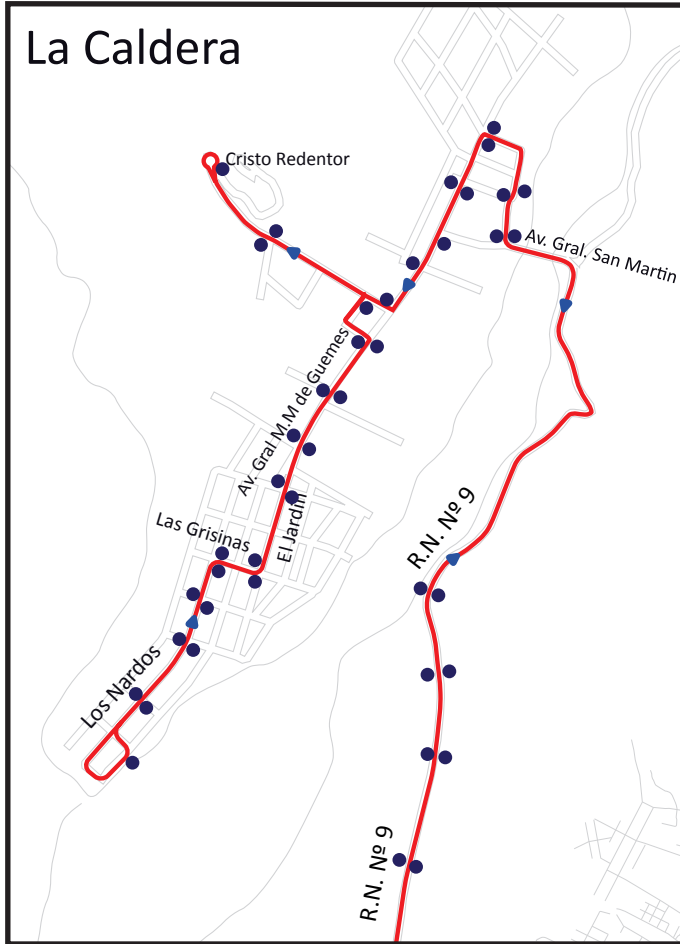 La Caldera
Cristo Redentor
Av. Gral. San Martin
Av. Gral M.M de Guemes
R.N. Nº 9
El Jardín
Las Grisinas
Los Nardos
R.N. Nº 9